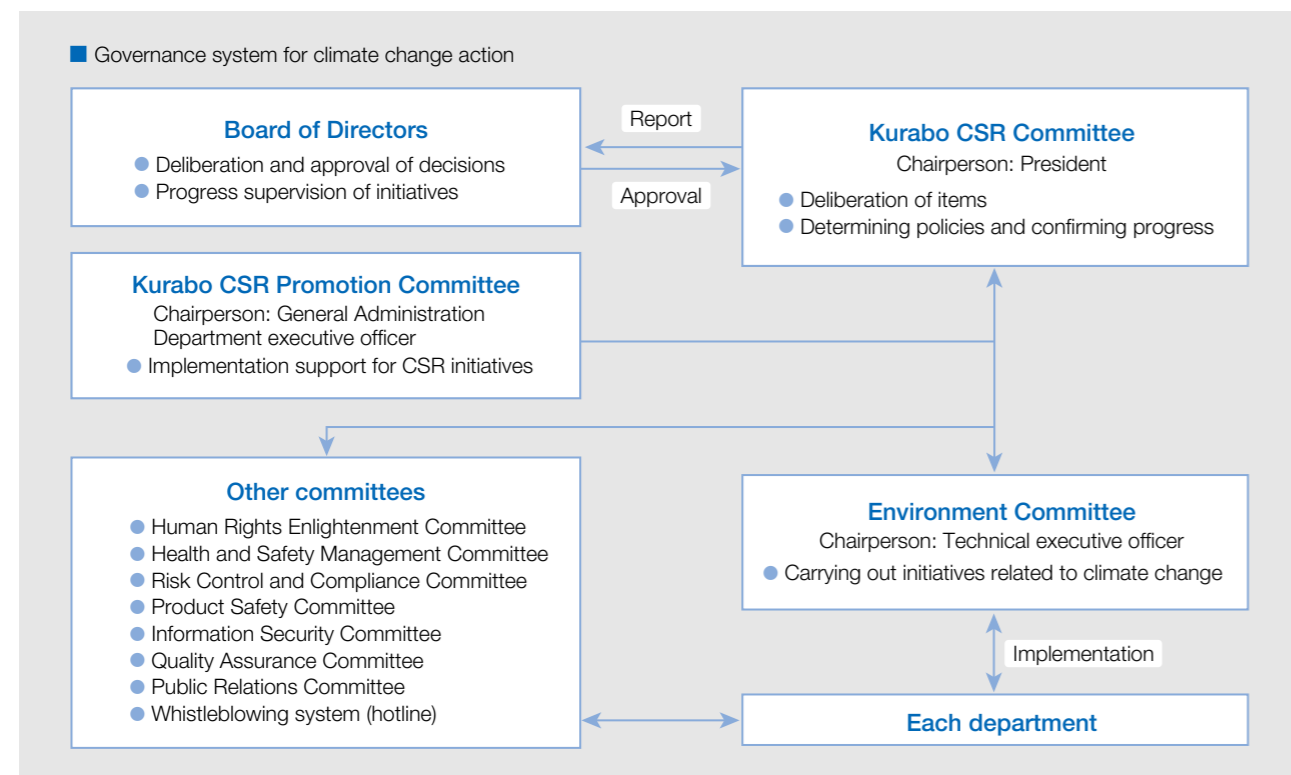 Governance system for climate change action
Board of Directors
Deliberation and approval of decisions
Progress supervision of initiatives
Report
Approval
Kurabo CSR Committee
Chairperson: President
Deliberation of items
Determining policies and confirming progress
Kurabo CSR Promotion Committee
Chairperson: General Administration
Department executive officer
Implementation support for CSR initiatives
Other committees
Human Rights Enlightenment Committee
Health and Safety Management Committee
Risk Control and Compliance Committee
Product Safety Committee
Information Security Committee
Quality Assurance Committee
Public Relations Committee
Whistleblowing system (hotline)
Environment Committee
Chairperson: Technical executive officer
Carrying out initiatives related to climate change
Implementation
Each department